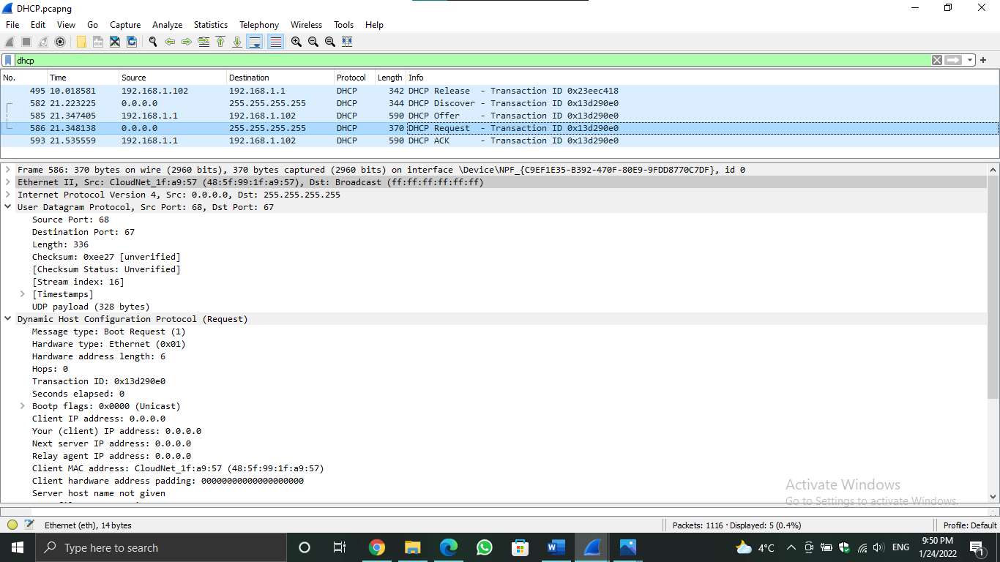 DHCP.pcapng
File Edit View Go Capture Analyze Statistics Telephony Wireless Tools Help
dhcp
No. Time Source Destination Protocol Length Info
495 10.018581 192.168.1.102 192.168.1.1 DHCP 342 DHCP Release - Transaction ID 0x23eec418
582 21.223225 0.0.0.0 255.255.255.255 DHCP 344 DHCP Discover - Transaction ID 0x13d290e0
585 21.347405 192.168.1.1 192.168.1.102 DHCP 590 DHCP Offer - Transaction ID 0x13d290e0
586 21.348138 0.0.0.0 255.255.255.255 DHCP 370 DHCP Request - Transaction ID 0x13d290e0
593 21.535559 192.168.1.1 192.168.1.102 DHCP 590 DHCP ACK - Transaction ID 0x13d290e0
Frame 586: 370 bytes on wire (2960 bits), 370 bytes captured (2960 bits) on interface \Device\NPF_{C9EF1E35-B392-470F-80E9-9FDD8770C7DF}, id 0
Ethernet II, Src: CloudNet_1f:a9:57 (48:5f:99:1f:a9:57), Dst: Broadcast (ff:ff:ff:ff:ff:ff)
Internet Protocol Version 4, Src: 0.0.0.0, Dst: 255.255.255.255
User Datagram Protocol, Src Port: 68, Dst Port: 67
Source Port: 68
Destination Port: 67
Length: 336
Checksum: 0xee27 [unverified]
[Checksum Status: Unverified]
[Stream index: 16]
[Timestamps]
UDP payload (328 bytes)
Dynamic Host Configuration Protocol (Request)
Message type: Boot Request (1)
Hardware type: Ethernet (0x01)
Hardware address length: 6
Hops: 0
Transaction ID: 0x13d290e0
Seconds elapsed: 0
Bootp flags: 0x0000 (Unicast)
Client IP address: 0.0.0.0
Your (client) IP address: 0.0.0.0
Next server IP address: 0.0.0.0
Relay agent IP address: 0.0.0.0
Client MAC address: CloudNet_1f:a9:57 (48:5f:99:1f:a9:57)
Client hardware address padding: 00000000000000000000
Server host name not given
Activate Windows
Go to Settings to activate Windows.
Ethernet (eth), 14 bytes Packets: 1116 · Displayed: 5 (0.4%) Profile: Default
Type here to search 4°C ENG 9:50 PM
1/24/2022 1